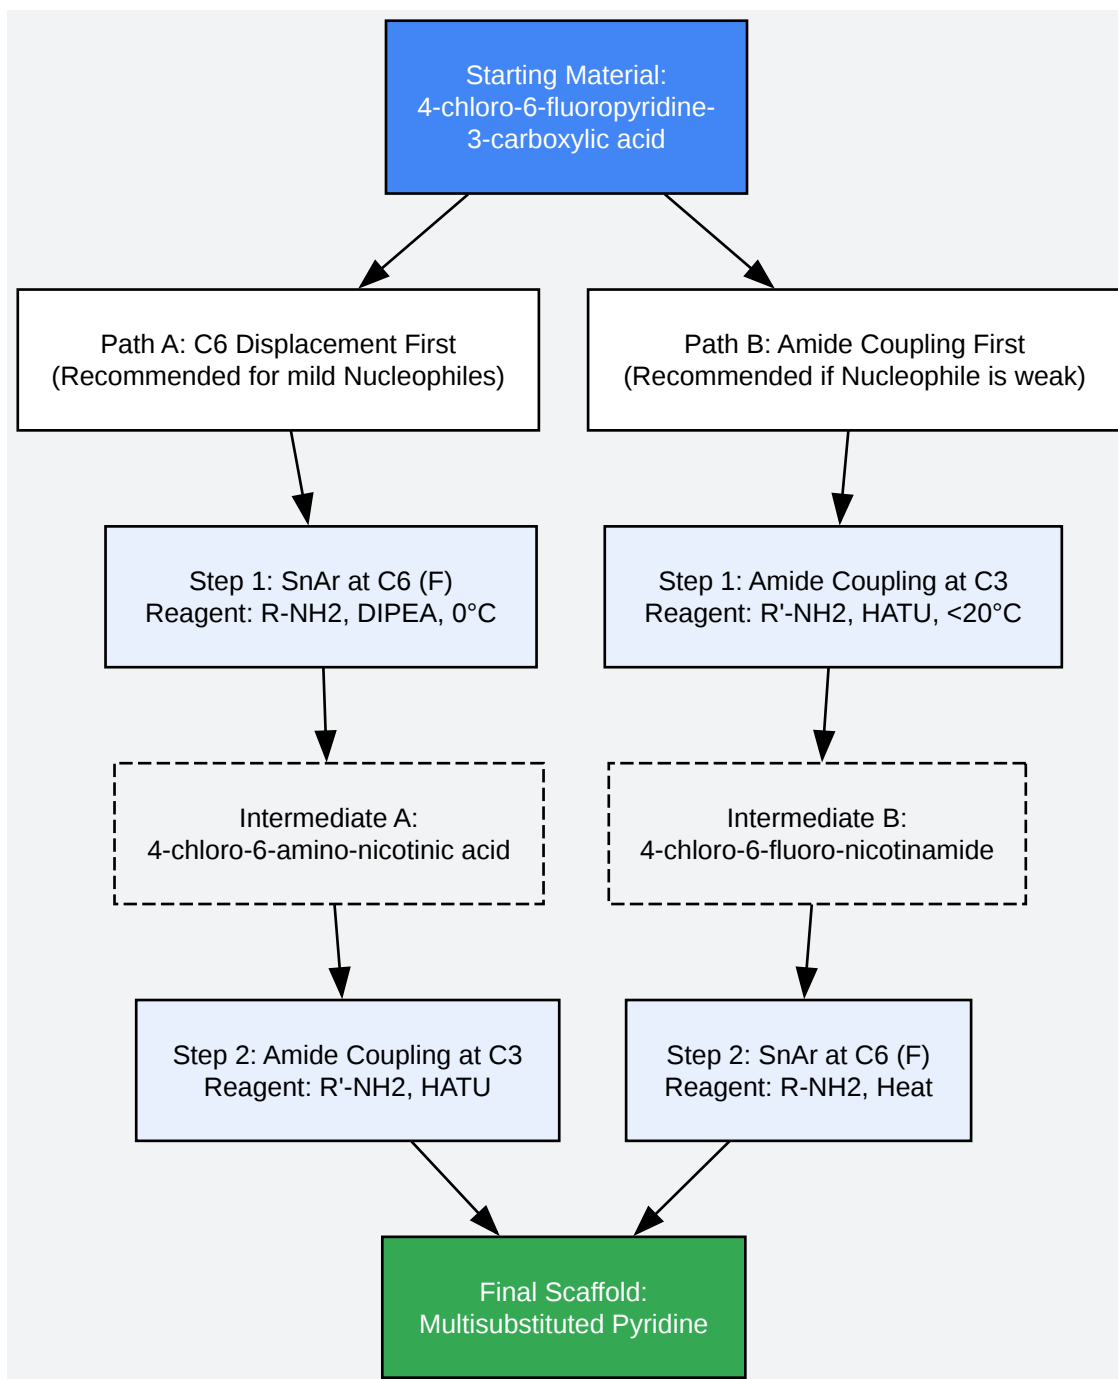 Starting Material:
4-chloro-6-fluoropyridine-
3-carboxylic acid
Path A: C6 Displacement First
(Recommended for mild Nucleophiles)
Path B: Amide Coupling First
(Recommended if Nucleophile is weak)
Step 1: SnAr at C6 (F)
Reagent: R-NH2, DIPEA, 0°C
Step 1: Amide Coupling at C3
Reagent: R'-NH2, HATU, <20°C
Intermediate A:
4-chloro-6-amino-nicotinic acid
Intermediate B:
4-chloro-6-fluoro-nicotinamide
Step 2: Amide Coupling at C3
Reagent: R'-NH2, HATU
Step 2: SnAr at C6 (F)
Reagent: R-NH2, Heat
Final Scaffold:
Multisubstituted Pyridine